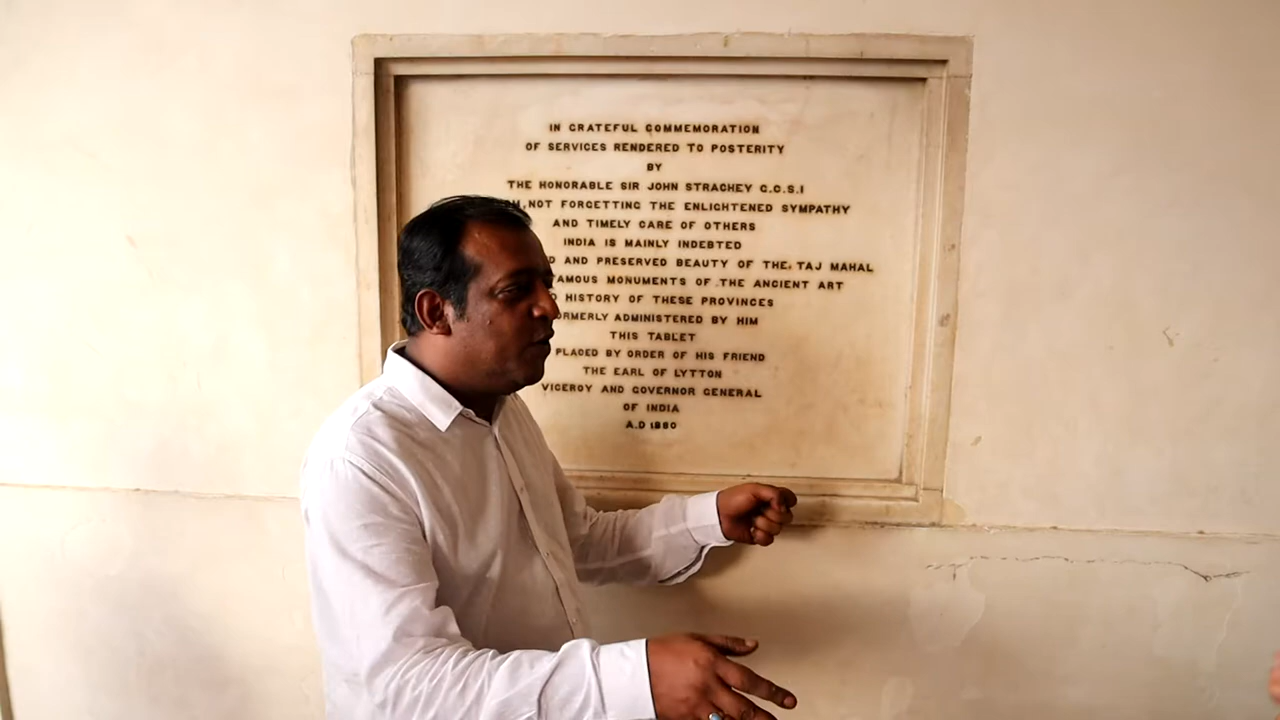 IN GRATEFUL COMMEMORATION
OF SERVICES RENDERED TO POSTERITY
BY
THE HONORABLE SIR JOHN STRACHEY G.C.S.I
NOT FORGETTING THE ENLIGHTENED SYMPATHY
AND TIMELY CARE OF OTHERS
INDIA IS MAINLY INDEBTED
AND PRESERVED BEAUTY OF THE TAJ MAHAL
FAMOUS MONUMENTS OF THE ANCIENT ART
HISTORY OF THESE PROVINCES
ORMERLY ADMINISTERED BY HIM
THIS TABLET
PLACED BY ORDER OF HIS FRIEND
THE EARL OF LYTTON
VICEROY AND GOVERNOR GENERAL
OF INDIA
A.D 1880